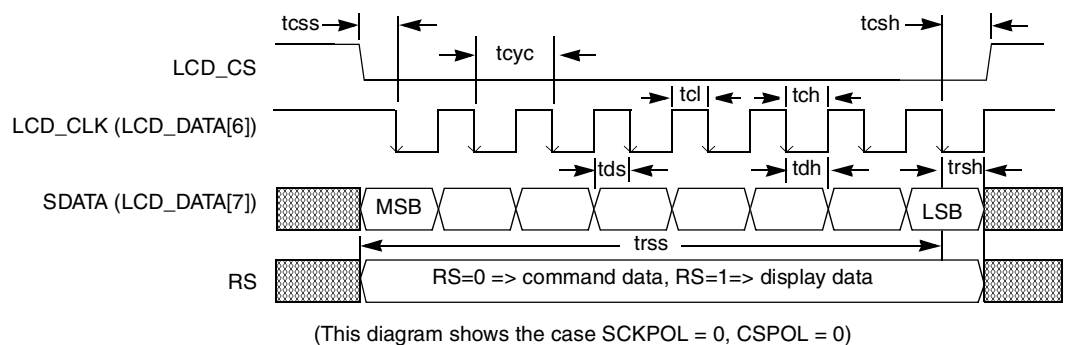 tcss
tcsh
tcyc
LCD_CS
tcl
tch
LCD_CLK (LCD_DATA[6])
tds
tdh
trsh
SDATA (LCD_DATA[7])
MSB
LSB
trss
RS
RS=0 => command data, RS=1=> display data
(This diagram shows the case SCKPOL = 0, CSPOL = 0)